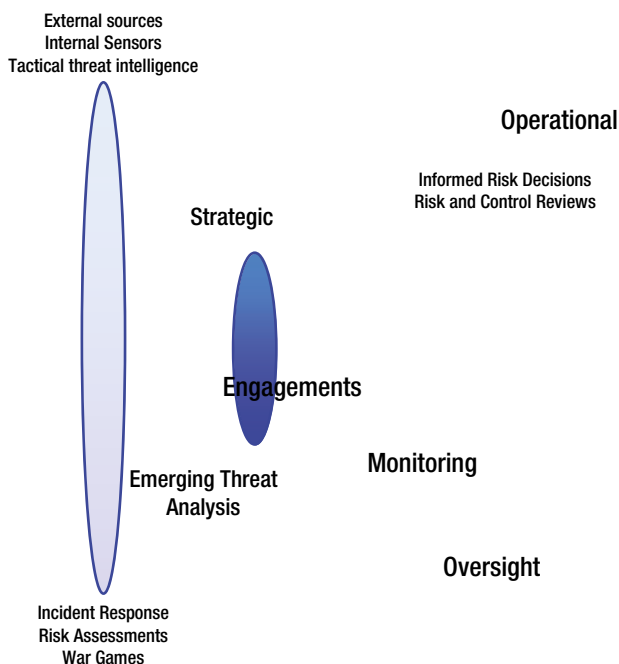 External sources
Internal Sensors
Tactical threat intelligence
Operational
Informed Risk Decisions
Risk and Control Reviews
Strategic
Engagements
Monitoring
Emerging Threat
Analysis
Oversight
Incident Response
Risk Assessments
War Games